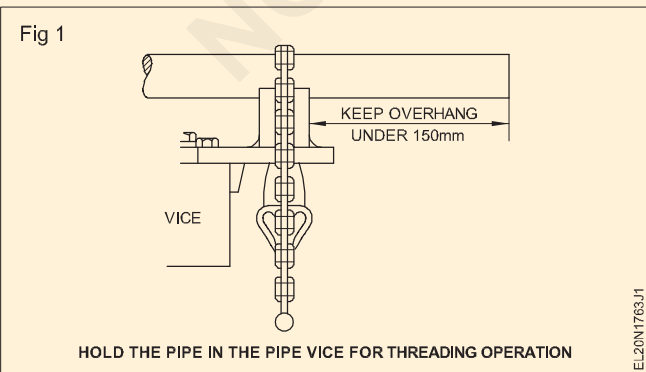 Fig 1
KEEP OVERHANG
UNDER 150mm
VICE
HOLD THE PIPE IN THE PIPE VICE FOR THREADING OPERATION
EL20N1763J1